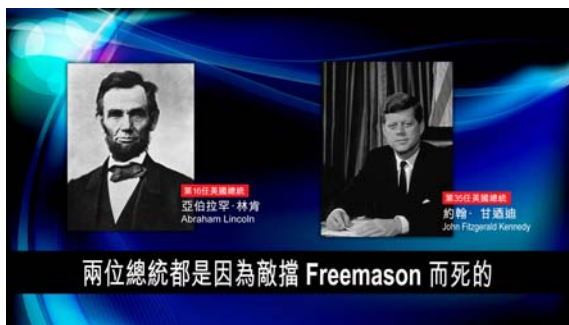 第16任美國總統
亞伯拉罕·林肯
Abraham Lincoln
第35任美國總統
約翰· 甘迺迪
John Fitzgerald Kennedy
兩位總統都是因為敵擋 Freemason 而死的